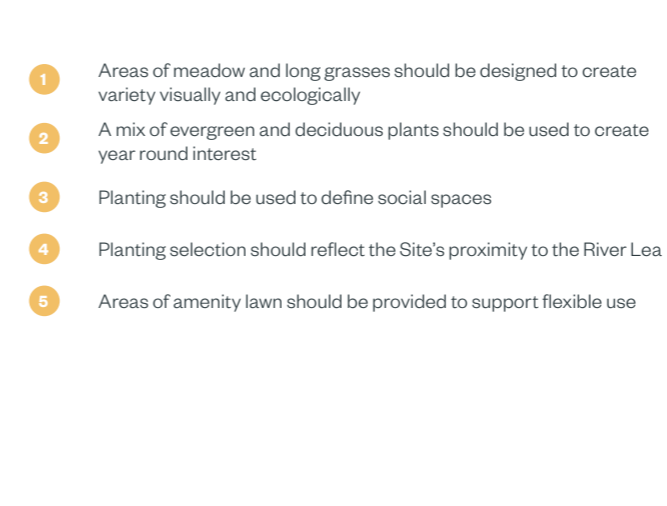 1 Areas of meadow and long grasses should be designed to create
variety visually and ecologically
2 A mix of evergreen and deciduous plants should be used to create
year round interest
3 Planting should be used to define social spaces
4 Planting selection should reflect the Site's proximity to the River Lea
5 Areas of amenity lawn should be provided to support flexible use